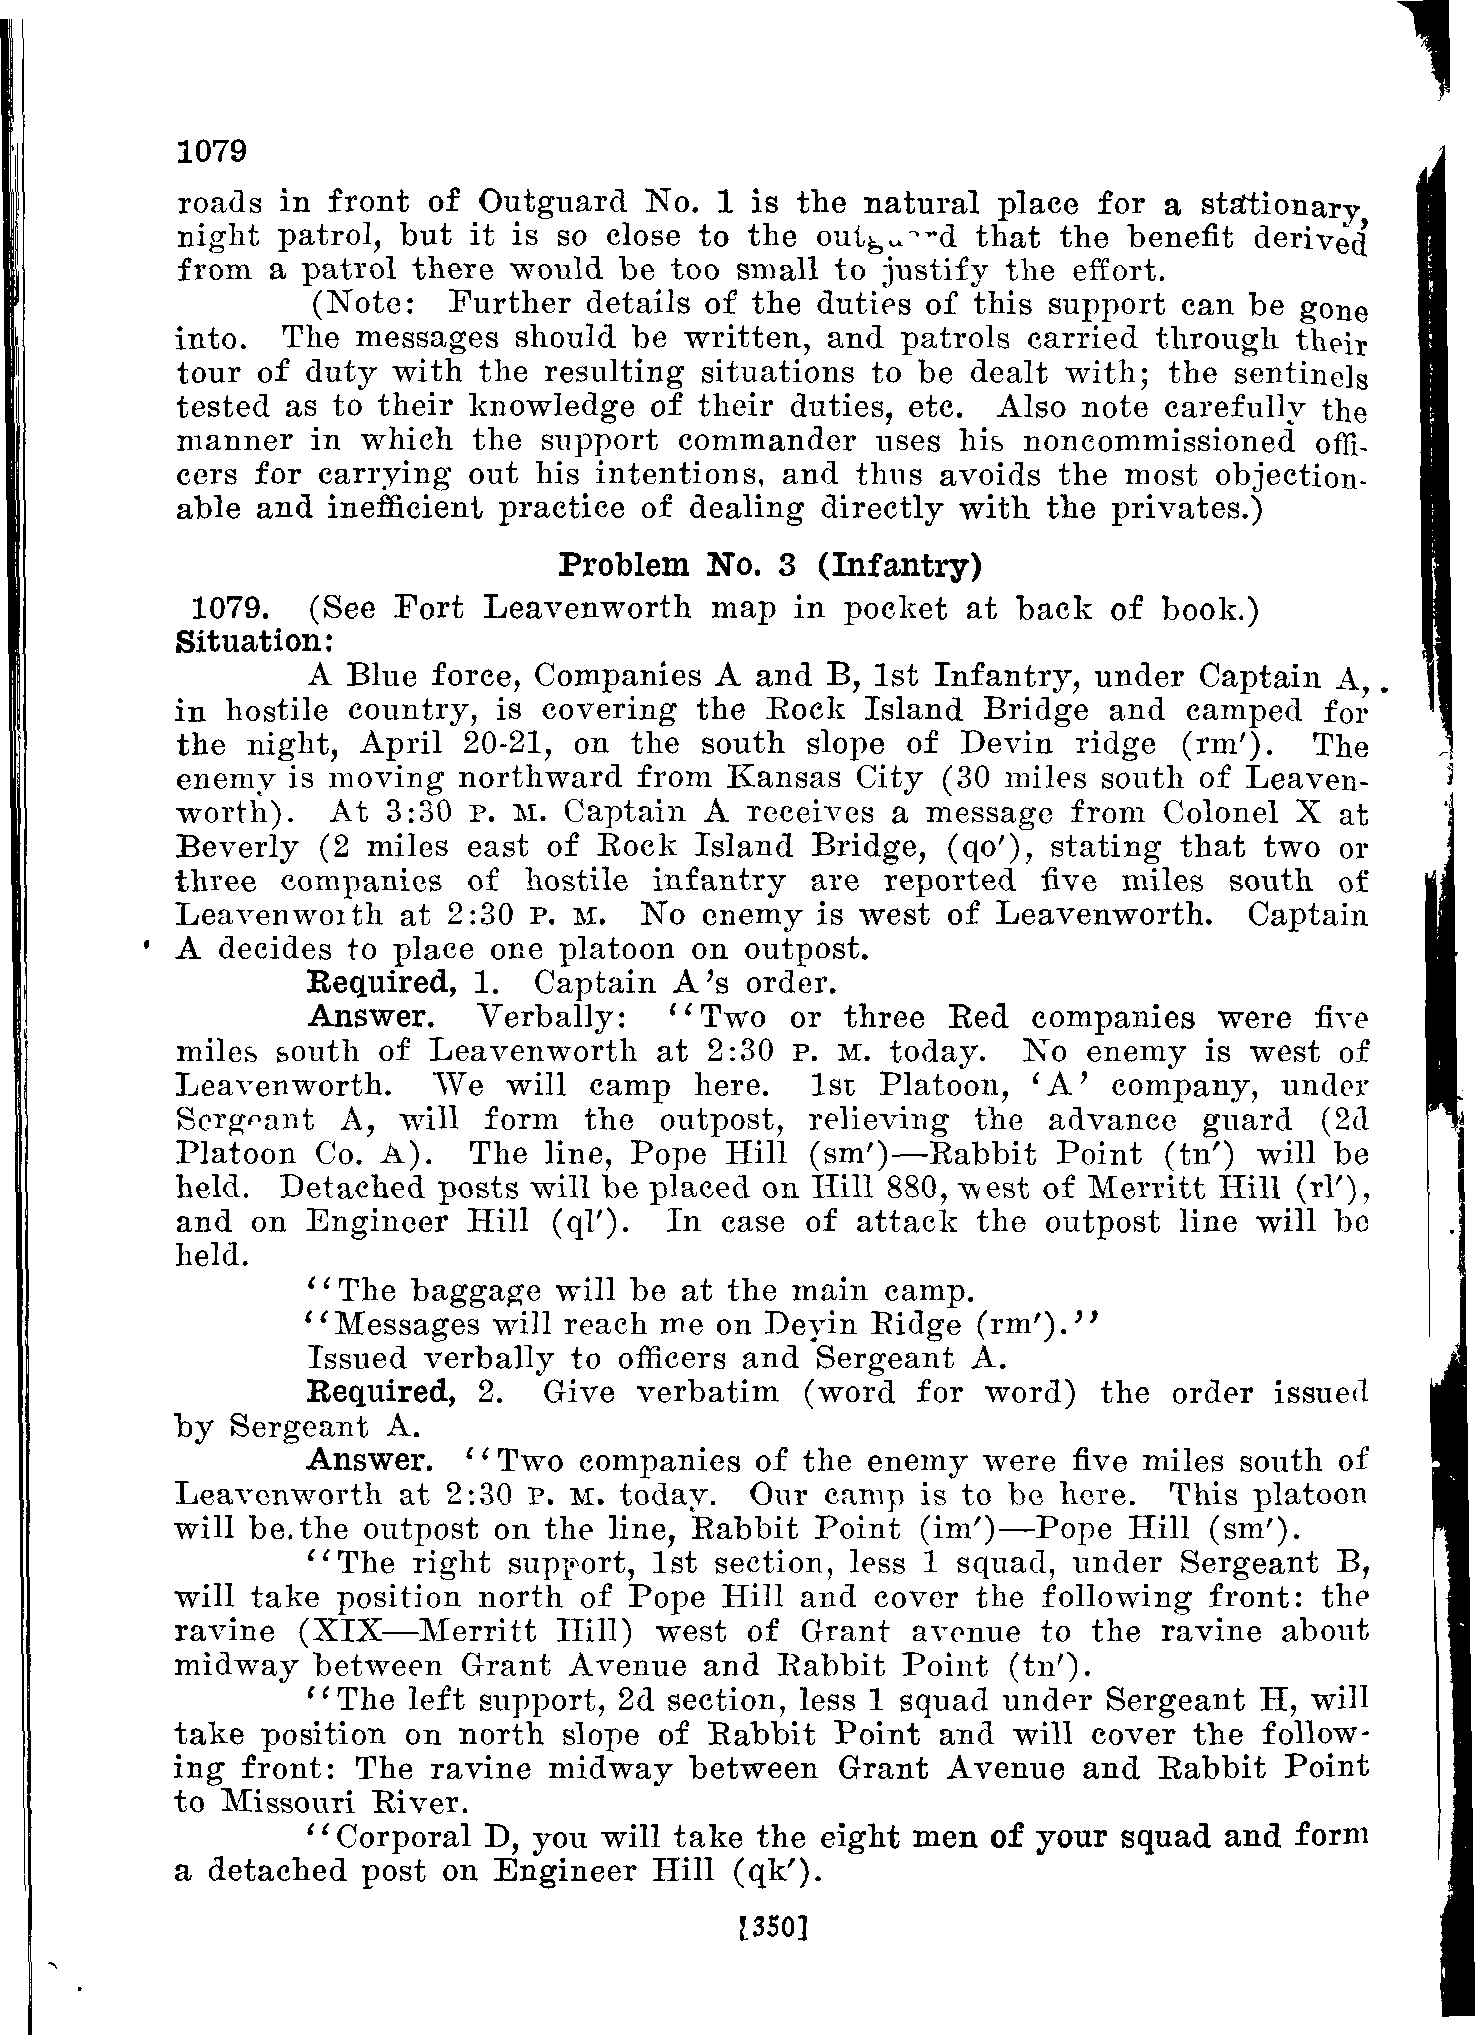 1079
roads in front of Outguard No. 1 is the natural place for a stationary,
night patrol, but it is so close to the outguard that the benefit derived
from a patrol there would be too small to justify the effort.
(Note: Further details of the duties of this support can be gone
into. The messages should be written, and patrols carried through their
tour of duty with the resulting situations to be dealt with; the sentinels
tested as to their knowledge of their duties, etc. Also note carefully the
manner in which the support commander uses his noncommissioned offi-
cers for carrying out his intentions, and thus avoids the most objection-
able and inefficient practice of dealing directly with the privates.)
Problem No. 3 (Infantry)
1079. (See Fort Leavenworth map in pocket at back of book.)
Situation:
A Blue force, Companies A and B, 1st Infantry, under Captain A,
in hostile country, is covering the Rock Island Bridge and camped for
the night, April 20-21, on the south slope of Devin ridge (rm'). The
enemy is moving northward from Kansas City (30 miles south of Leaven-
worth). At 3:30 P. M. Captain A receives a message from Colonel X at
Beverly (2 miles east of Rock Island Bridge, (qo'), stating that two or
three companies of hostile infantry are reported five miles south of
Leavenworth at 2:30 P. M. No enemy is west of Leavenworth. Captain
A decides to place one platoon on outpost.
Required, 1. Captain A's order.
Answer. Verbally: "Two or three Red companies were five
miles south of Leavenworth at 2:30 P. M. today. No enemy is west of
Leavenworth. We will camp here. 1st Platoon, 'A' company, under
Sergeant A, will form the outpost, relieving the advance guard (2d
Platoon Co. A). The line, Pope Hill (sm')—Rabbit Point (tn') will be
held. Detached posts will be placed on Hill 880, west of Merritt Hill (rl'),
and on Engineer Hill (ql'). In case of attack the outpost line will be
held.
"The baggage will be at the main camp.
"Messages will reach me on Devin Ridge (rm')."
Issued verbally to officers and Sergeant A.
Required, 2. Give verbatim (word for word) the order issued
by Sergeant A.
Answer. "Two companies of the enemy were five miles south of
Leavenworth at 2:30 P. M. today. Our camp is to be here. This platoon
will be the outpost on the line, Rabbit Point (im')—Pope Hill (sm').
"The right support, 1st section, less 1 squad, under Sergeant B,
will take position north of Pope Hill and cover the following front: the
ravine (XIX—Merritt Hill) west of Grant avenue to the ravine about
midway between Grant Avenue and Rabbit Point (tn').
"The left support, 2d section, less 1 squad under Sergeant H, will
take position on north slope of Rabbit Point and will cover the follow-
ing front: The ravine midway between Grant Avenue and Rabbit Point
to Missouri River.
"Corporal D, you will take the eight men of your squad and form
a detached post on Engineer Hill (qk').
[350]